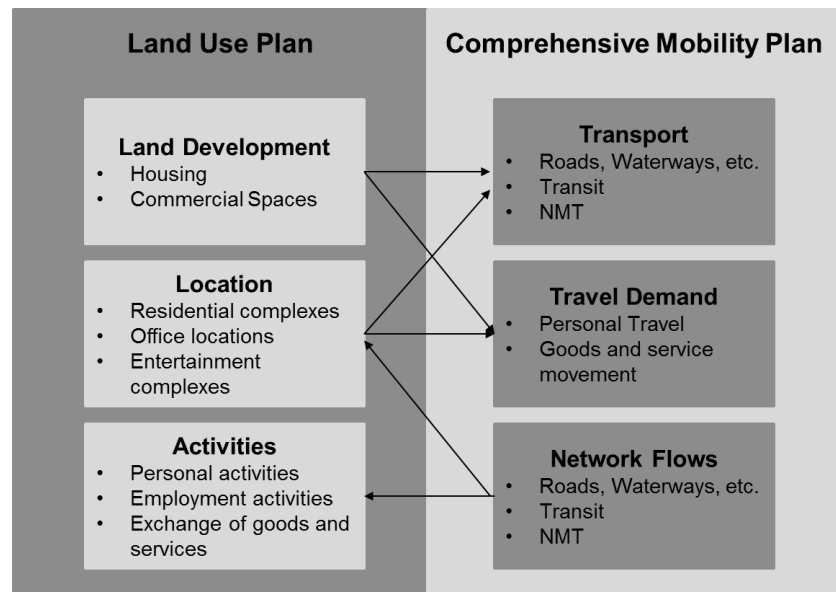 Land Use Plan
Land Development
• Housing
• Commercial Spaces
Location
• Residential complexes
• Office locations
• Entertainment
complexes
Activities
• Personal activities
• Employment activities
• Exchange of goods and
services
Comprehensive Mobility Plan
Transport
• Roads, Waterways, etc.
• Transit
• NMT
Travel Demand
• Personal Travel
• Goods and service
movement
Network Flows
• Roads, Waterways, etc.
• Transit
• NMT